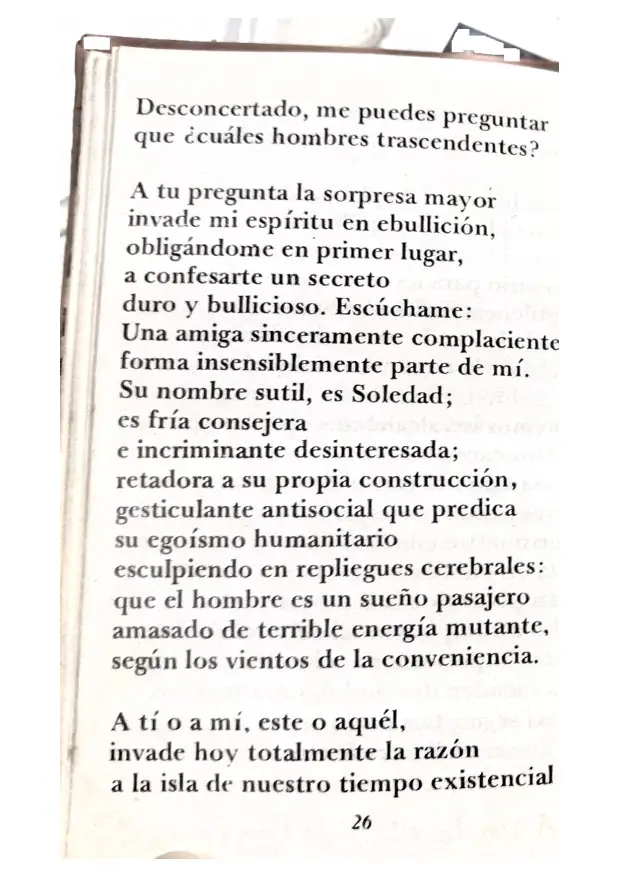 Desconcertado, me puedes preguntar
que ¿cuáles hombres trascendentes?
A tu pregunta la sorpresa mayor
invade mi espíritu en ebullición,
obligándome en primer lugar,
a confesarte un secreto
duro y bullicioso. Escúchame:
Una amiga sinceramente complaciente
forma insensiblemente parte de mí.
Su nombre sutil, es Soledad;
es fría consejera
e incriminante desinteresada;
retadora a su propia construcción,
gesticulante antisocial que predica
su egoísmo humanitario
esculpiendo en repliegues cerebrales:
que el hombre es un sueño pasajero
amasado de terrible energía mutante,
según los vientos de la conveniencia.
A tí o a mí, este o aquél,
invade hoy totalmente la razón
a la isla de nuestro tiempo existencial
26